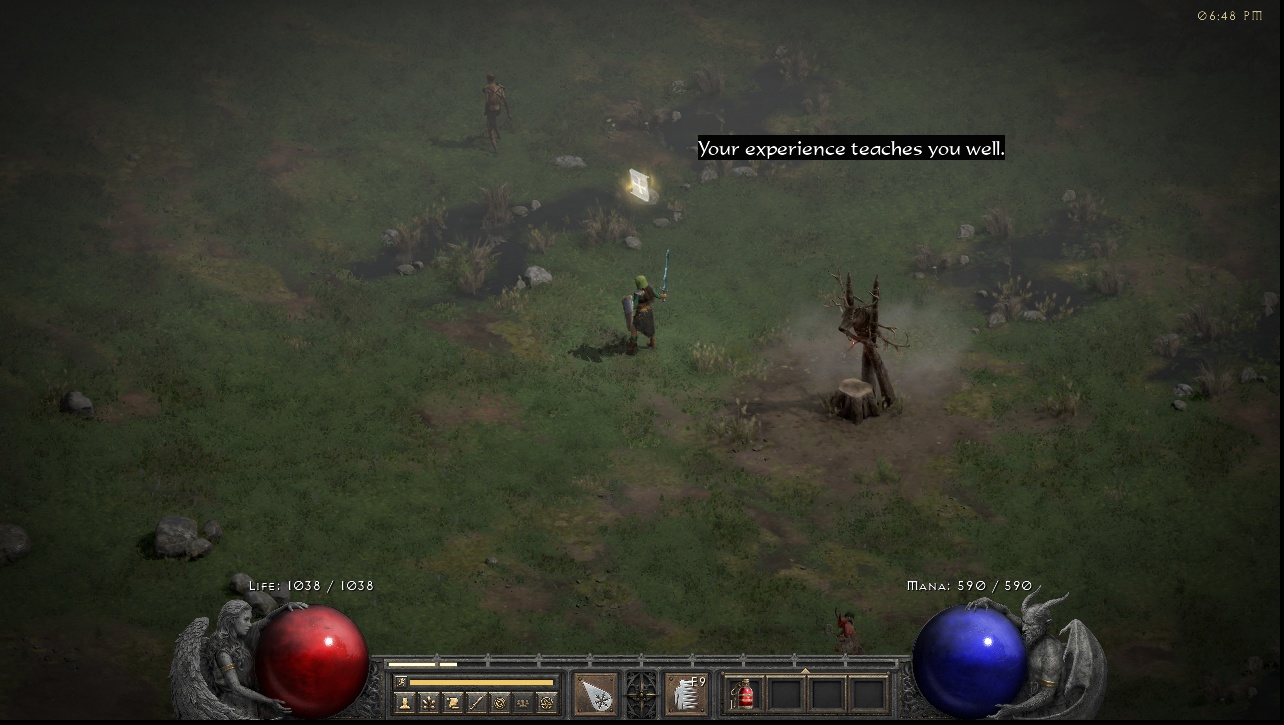 06:48 PM
Your experience teaches you well.
Life: 1038 / 1038
Mana: 590 / 590
F9